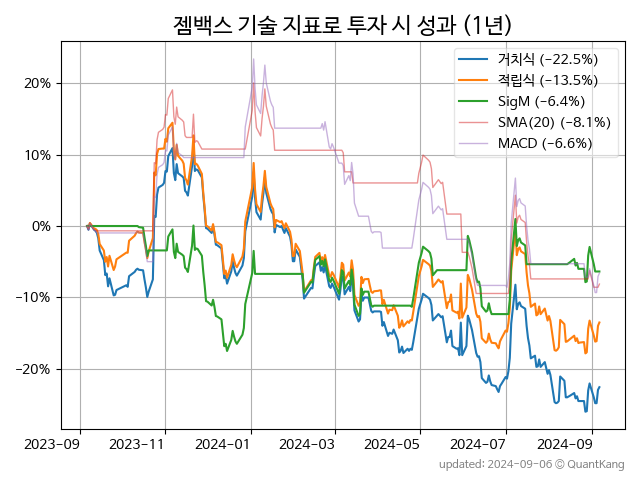 젬백스 기술 지표로 투자 시 성과 (1년)
거치식 (-22.5%)
적립식 (-13.5%)
SigM (-6.4%)
SMA(20) (-8.1%)
MACD (-6.6%)
20%
10%
0%
-10%
-20%
2023-09 2023-11 2024-01 2024-03 2024-05 2024-07 2024-09
updated: 2024-09-06 © QuantKang